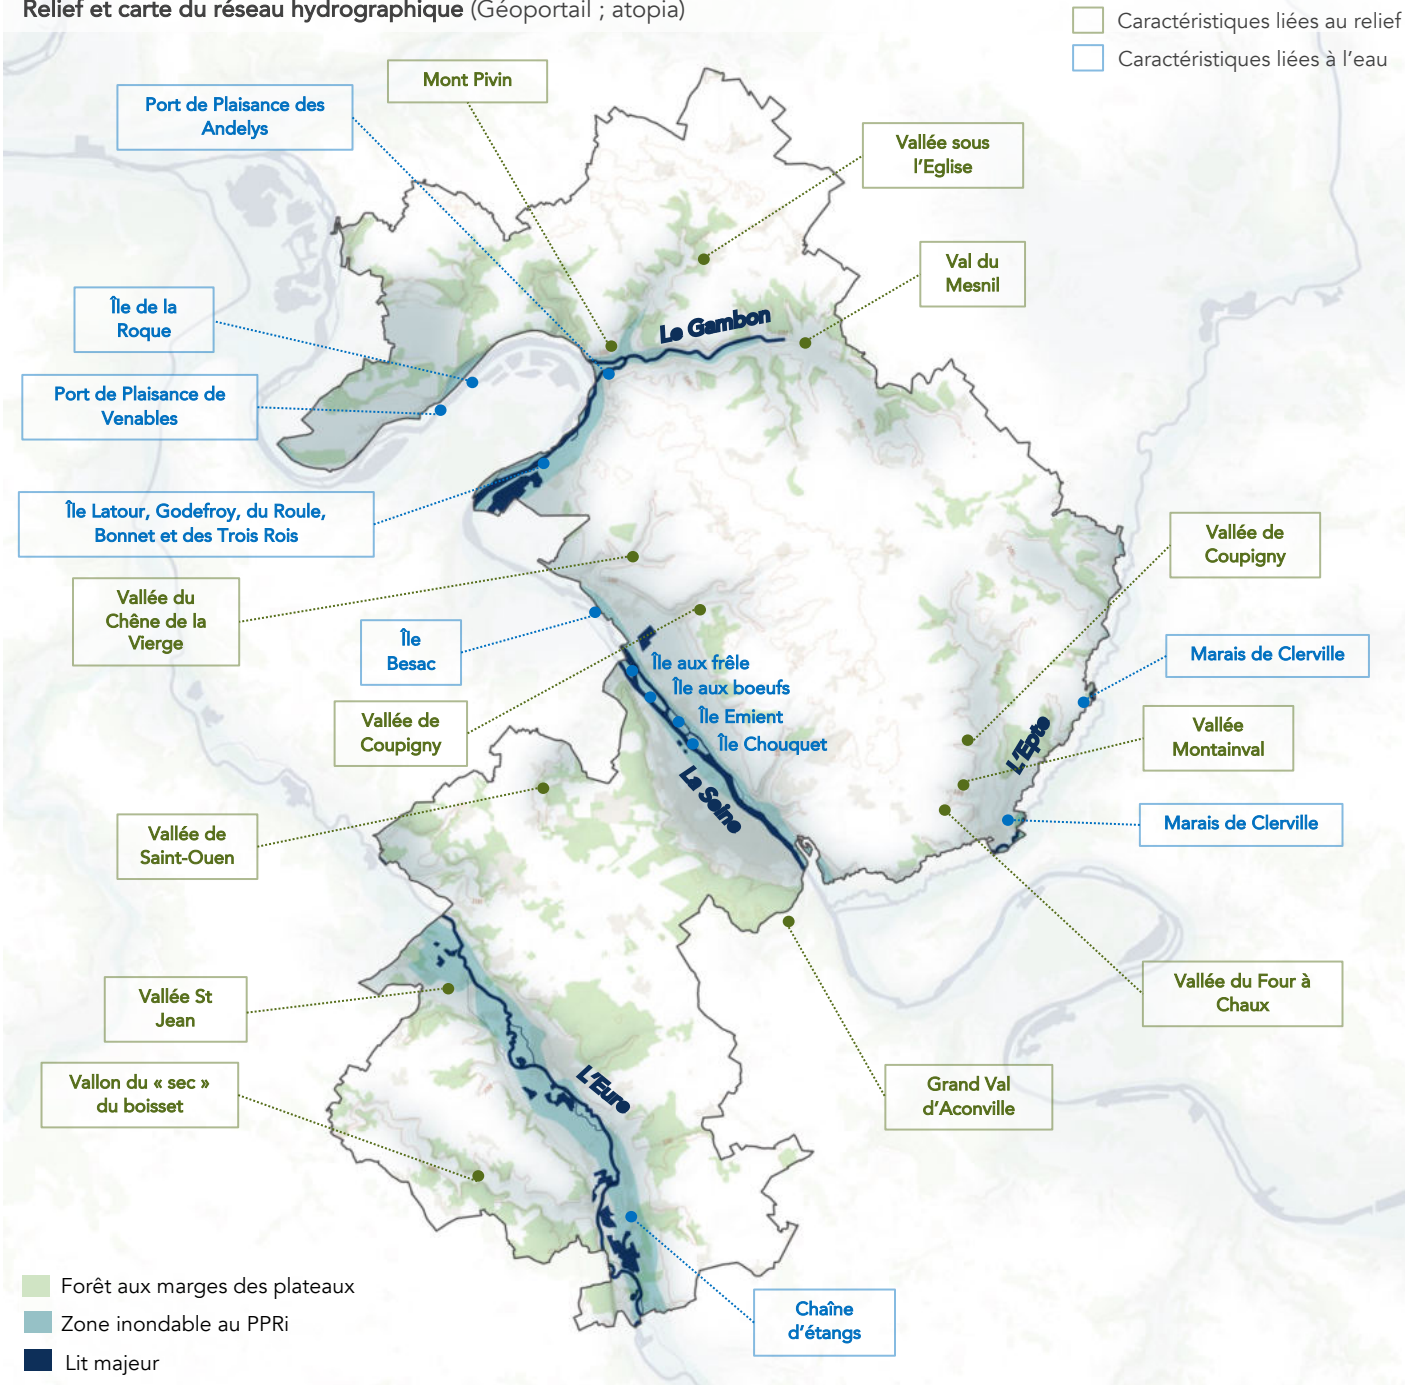 Relief et carte du réseau hydrographique (Géoportail ; atopia)
Caractéristiques liées au relief
Caractéristiques liées à l'eau
Mont Pivin
Port de Plaisance des
Andelys
Vallée sous
l'Eglise
Val du
Mesnil
Île de la
Roque
Le Gambon
Port de Plaisance de
Venables
Île Latour, Godefroy, du Roule,
Bonnet et des Trois Rois
Vallée de
Coupigny
Vallée du
Chêne de la
Vierge
Île
Besac
Île aux frêle
Île aux boeufs
Île Emient
Île Chouquet
Marais de Clerville
Vallée de
Coupigny
Vallée
Montainval
L'Epte
La Seine
Vallée de
Saint-Ouen
Marais de Clerville
Vallée St
Jean
Vallée du Four à
Chaux
Vallon du « sec »
du boisset
L'Eure
Grand Val
d'Aconville
Forêt aux marges des plateaux
Zone inondable au PPRi
Lit majeur
Chaîne
d'étangs